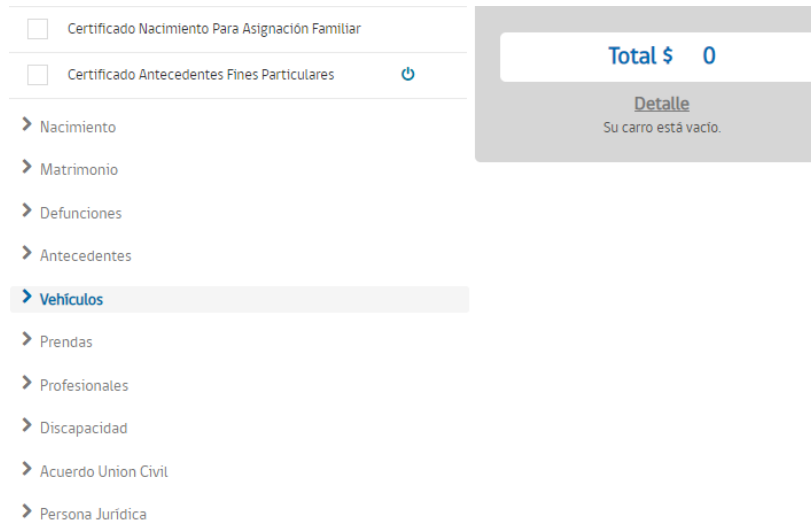 Certificado Nacimiento Para Asignación Familiar
Certificado Antecedentes Fines Particulares
Nacimiento
Matrimonio
Defunciones
Antecedentes
Vehículos
Prendas
Profesionales
Discapacidad
Acuerdo Union Civil
Persona Jurídica
Total $ 0
Detalle
Su carro está vacío.